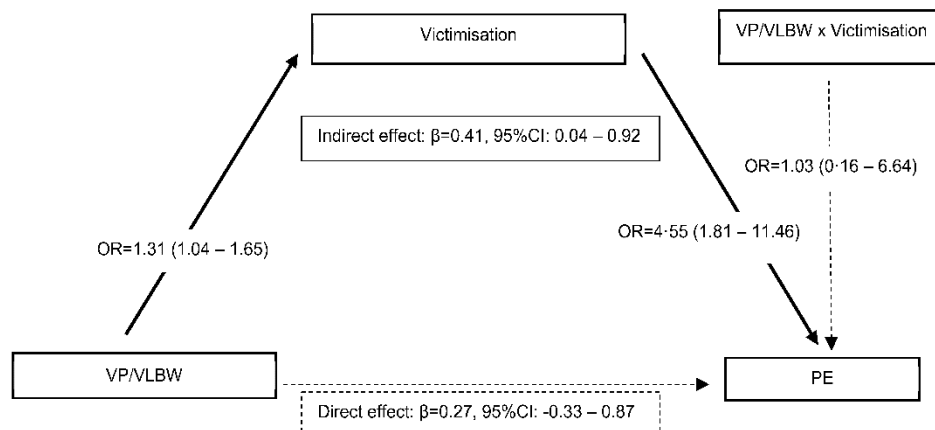 Victimisation
VP/VLBW x Victimisation
Indirect effect: β=0.41, 95%CI: 0.04 – 0.92
OR=1.03 (0·16 – 6.64)
OR=1.31 (1.04 – 1.65)
OR=4·55 (1.81 – 11.46)
VP/VLBW
PE
Direct effect: β=0.27, 95%CI: -0.33 – 0.87